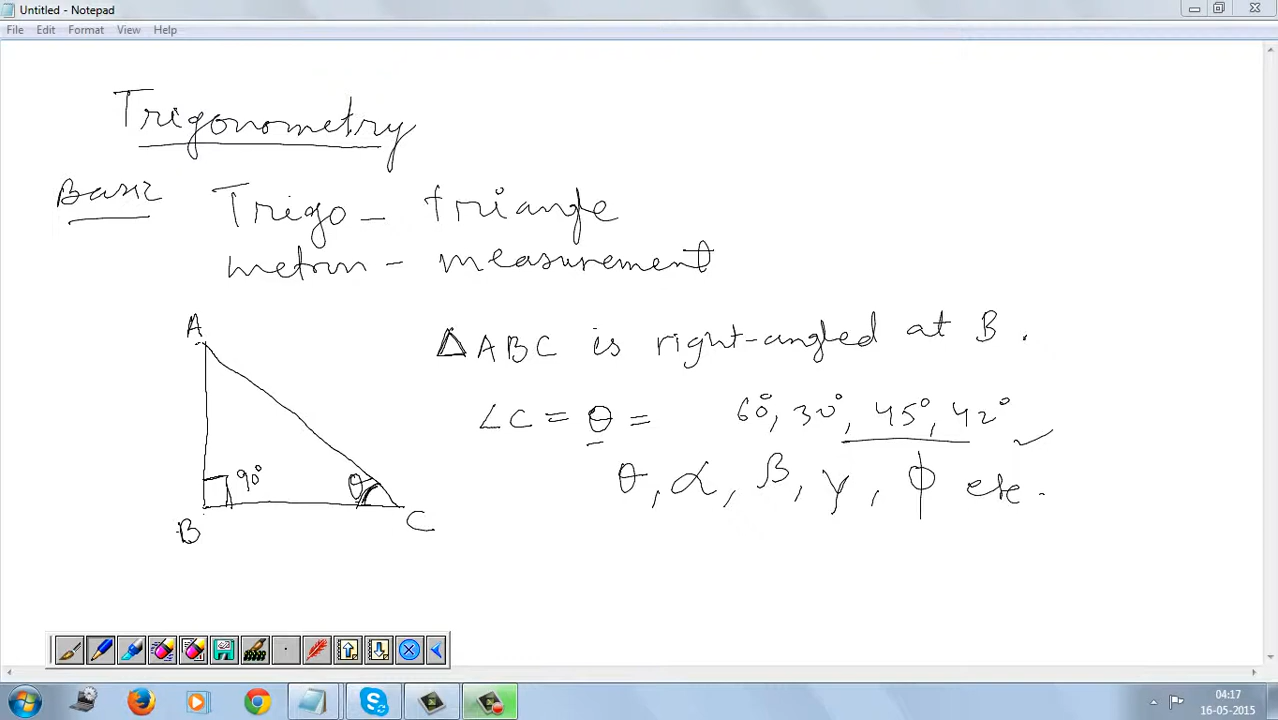 Untitled - Notepad
File Edit Format View Help
Trigonometry
Basic Trigo - triangle
metron - measurement
A
△ABC is right-angled at B.
∠C = θ = 60°, 30°, 45°, 42°
θ, α, β, γ, φ etc.
90° θ
B C
04:17
16-05-2015